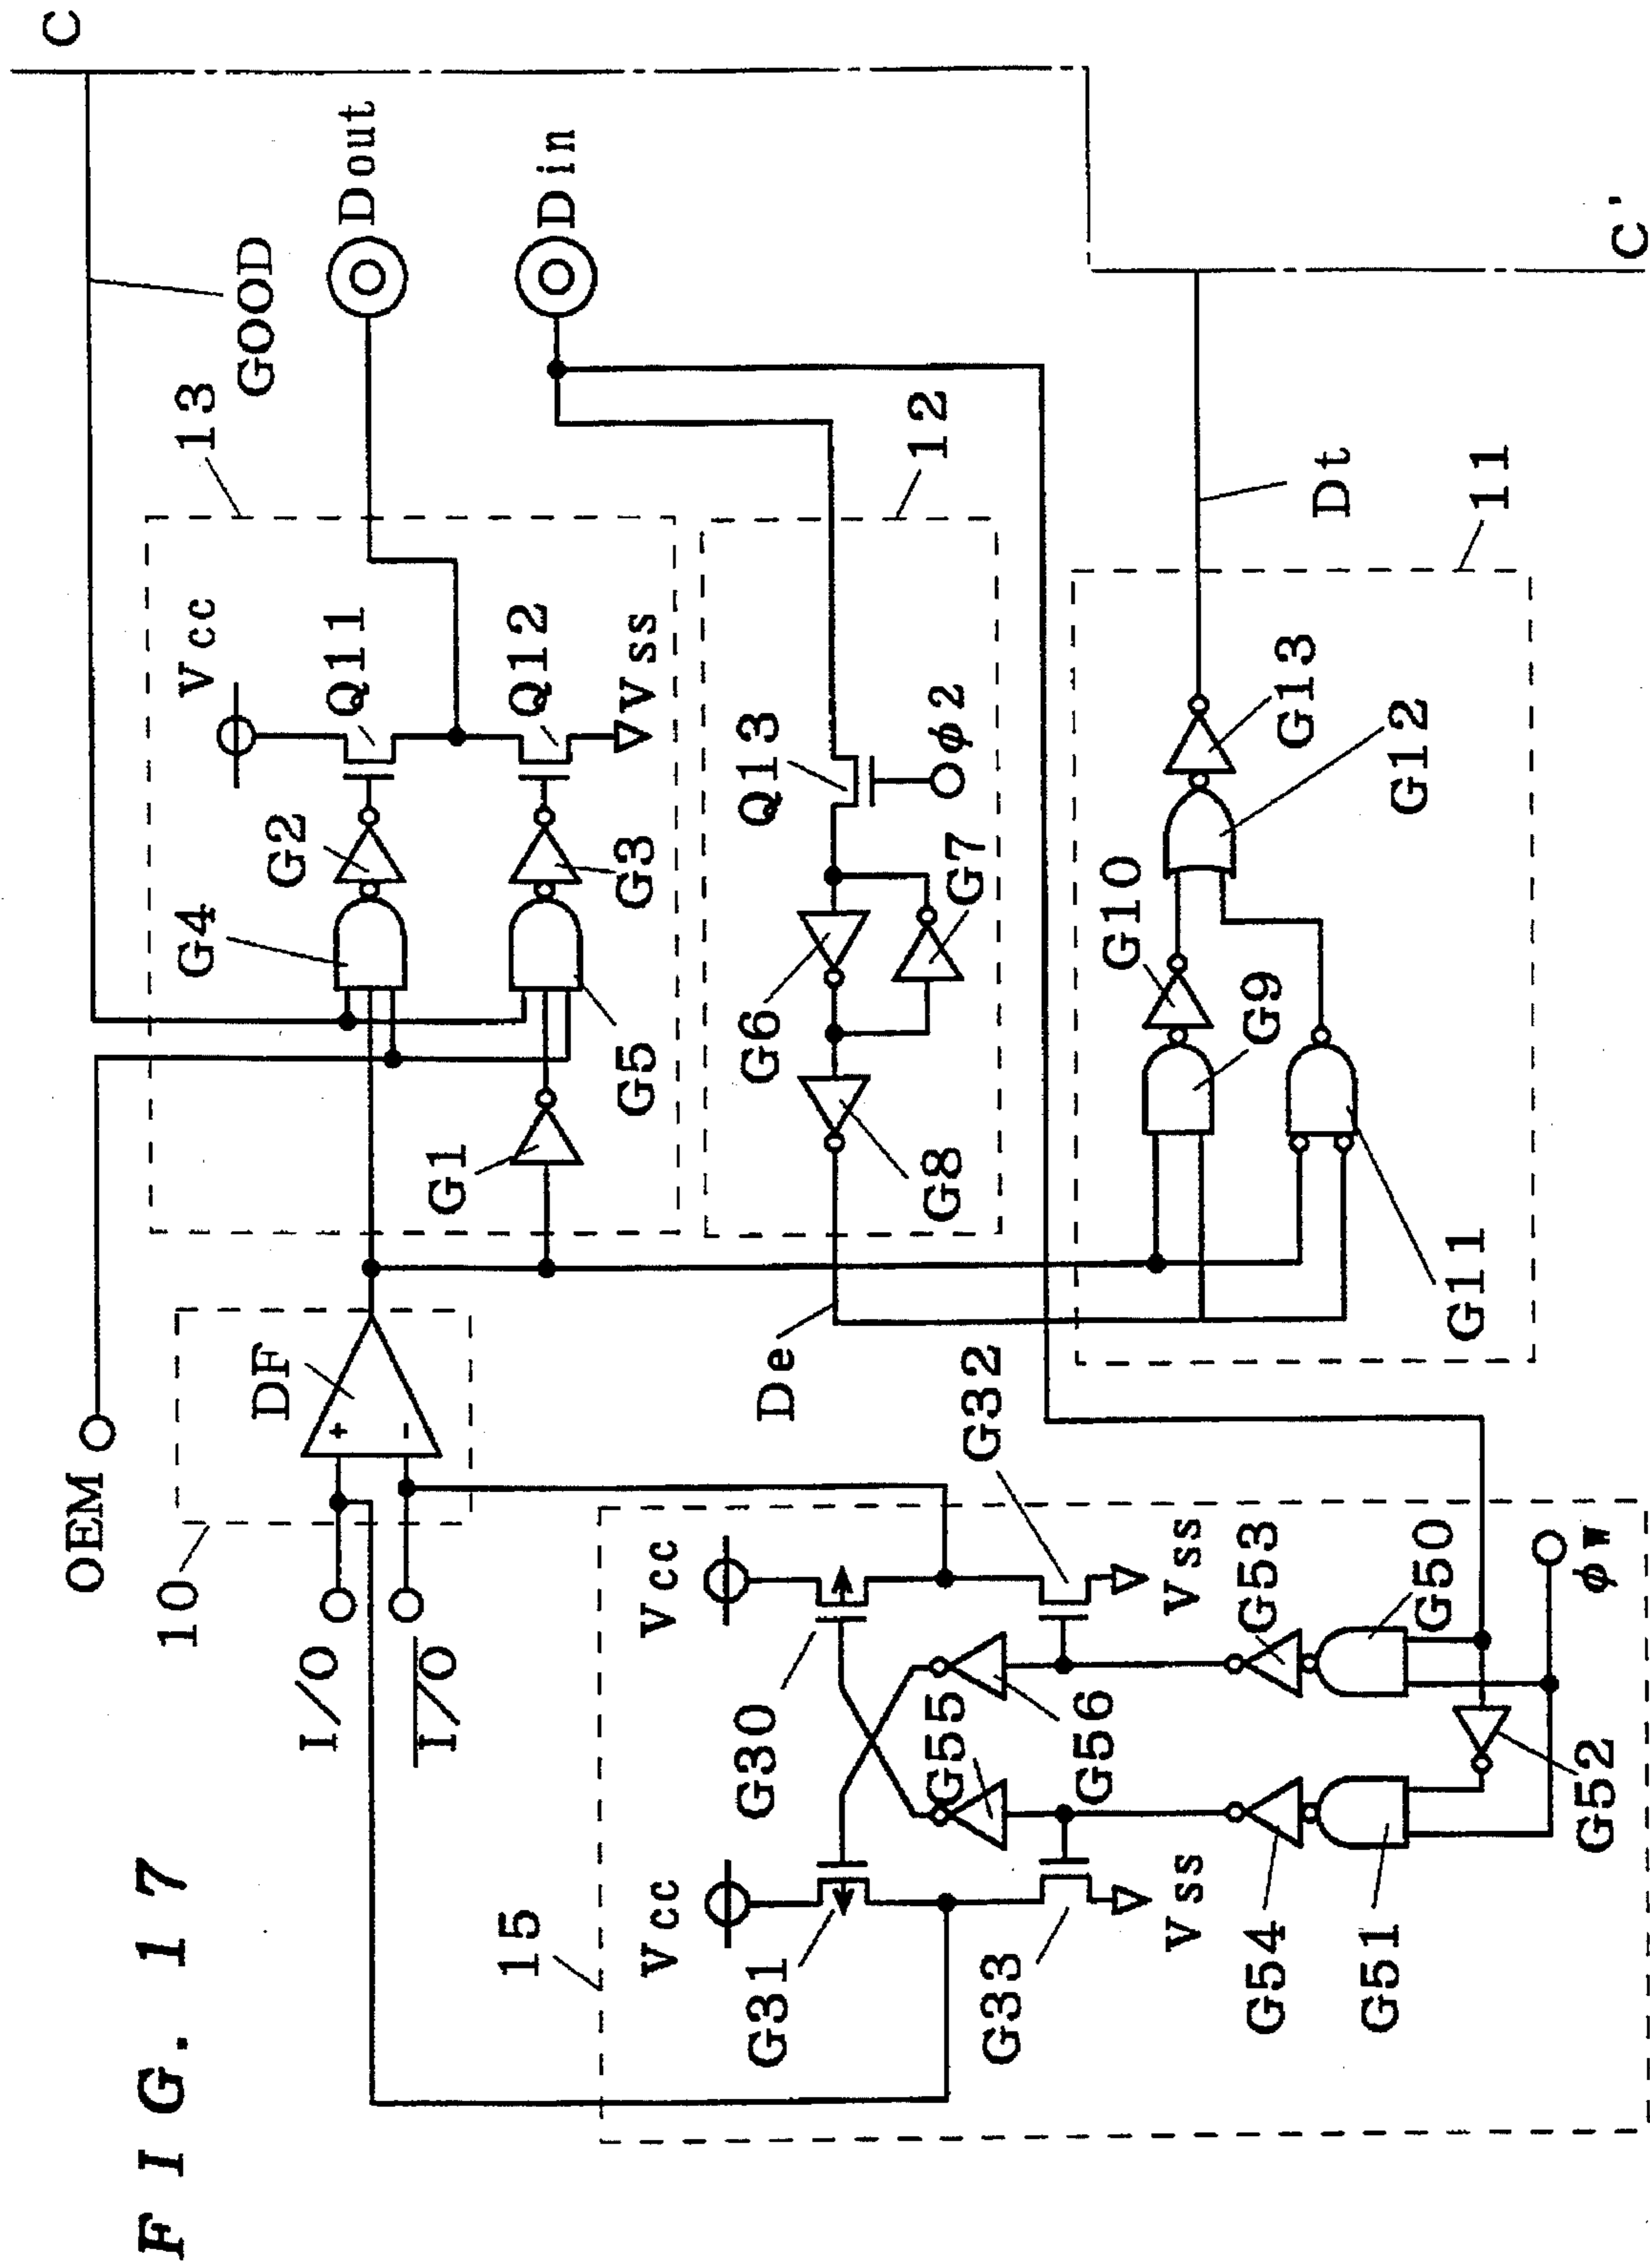 FIG. 17
C
GOOD
Dout
Din
13
Vcc
Q11
Q12
Vss
G2
G3
G4
G5
G1
OEM
10
DF
+
-
I/O
I/O
12
Q13
φ2
G7
G6
G8
De
11
Dt
G13
G12
G10
G9
G11
C'
15
Vcc
Vcc
G30
G31
G32
G33
Vss
Vss
G55
G56
G53
G54
G50
G51
G52
φW